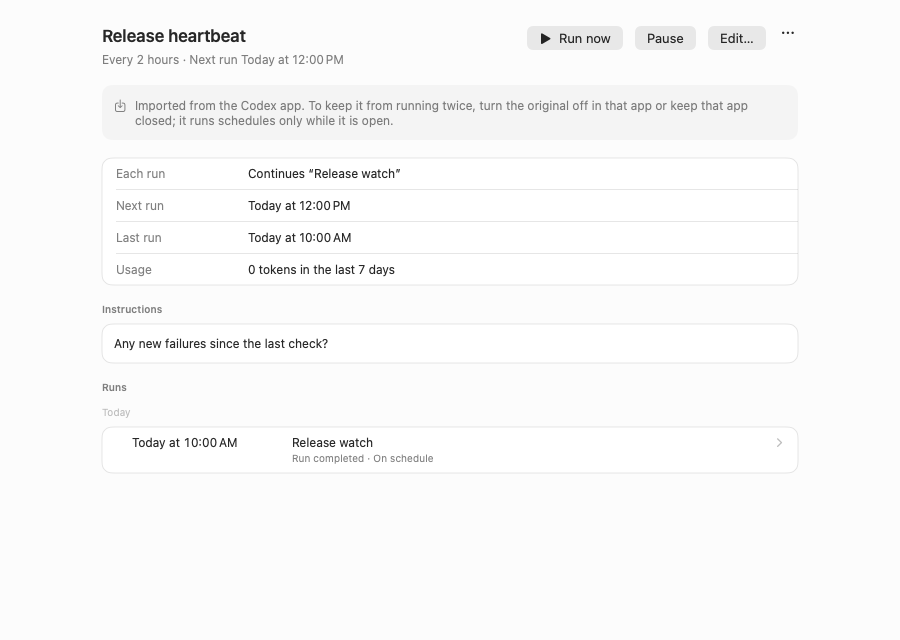 Release heartbeat
Every 2 hours · Next run Today at 12:00 PM
Run now
Pause
Edit…
Imported from the Codex app. To keep it from running twice, turn the original off in that app or keep that app
closed; it runs schedules only while it is open.
Each run Continues “Release watch”
Next run Today at 12:00 PM
Last run Today at 10:00 AM
Usage 0 tokens in the last 7 days
Instructions
Any new failures since the last check?
Runs
Today
Today at 10:00 AM Release watch
Run completed · On schedule